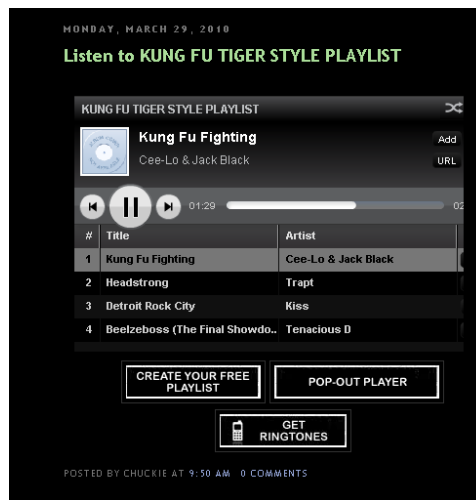 MONDAY, MARCH 29, 2010
Listen to KUNG FU TIGER STYLE PLAYLIST
KUNG FU TIGER STYLE PLAYLIST
Kung Fu Fighting
Add
Cee-Lo & Jack Black
URL
01:29
# Title Artist
1 Kung Fu Fighting Cee-Lo & Jack Black
2 Headstrong Trapt
3 Detroit Rock City Kiss
4 Beelzeboss (The Final Showdo.. Tenacious D
CREATE YOUR FREE
PLAYLIST
POP-OUT PLAYER
GET
RINGTONES
POSTED BY CHUCKIE AT 9:50 AM 0 COMMENTS